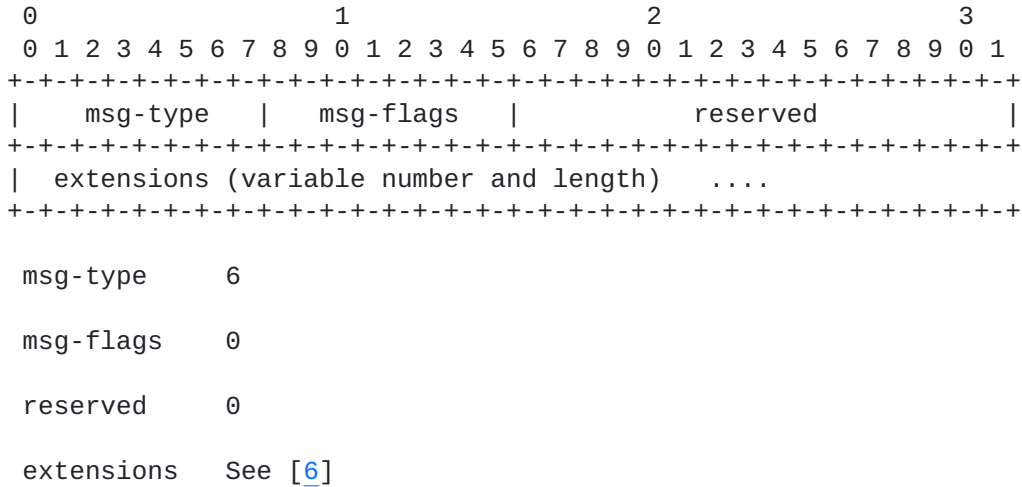 0                   1                   2                   3
 0 1 2 3 4 5 6 7 8 9 0 1 2 3 4 5 6 7 8 9 0 1 2 3 4 5 6 7 8 9 0 1
+-+-+-+-+-+-+-+-+-+-+-+-+-+-+-+-+-+-+-+-+-+-+-+-+-+-+-+-+-+-+-+-+
|    msg-type   |   msg-flags   |           reserved            |
+-+-+-+-+-+-+-+-+-+-+-+-+-+-+-+-+-+-+-+-+-+-+-+-+-+-+-+-+-+-+-+-+
|  extensions (variable number and length)   ....
+-+-+-+-+-+-+-+-+-+-+-+-+-+-+-+-+-+-+-+-+-+-+-+-+-+-+-+-+-+-+-+-+
 msg-type     6
 msg-flags    0
 reserved     0
 extensions   See [6]